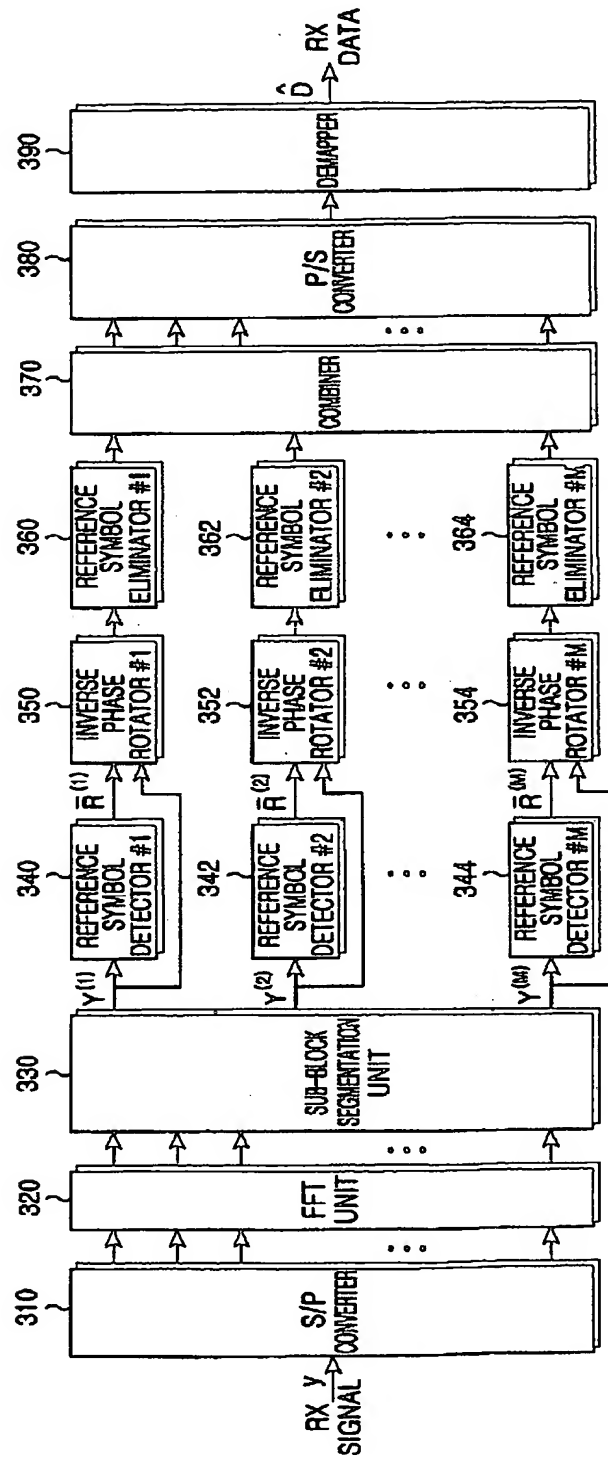 RX y
SIGNAL
310
S/P
CONVERTER
320
FFT
UNIT
330
SUB-BLOCK
SEGMENTATION
UNIT
Y(1)
340
REFERENCE
SYMBOL
DETECTOR #1
R̄(1)
350
INVERSE
PHASE
ROTATOR #1
360
REFERENCE
SYMBOL
ELIMINATOR #1
Y(2)
342
REFERENCE
SYMBOL
DETECTOR #2
R̄(2)
352
INVERSE
PHASE
ROTATOR #2
362
REFERENCE
SYMBOL
ELIMINATOR #2
Y(M)
344
REFERENCE
SYMBOL
DETECTOR #M
R̄(M)
354
INVERSE
PHASE
ROTATOR #M
364
REFERENCE
SYMBOL
ELIMINATOR #M
370
COMBINER
380
P/S
CONVERTER
390
DEMAPPER
D̂
RX
DATA